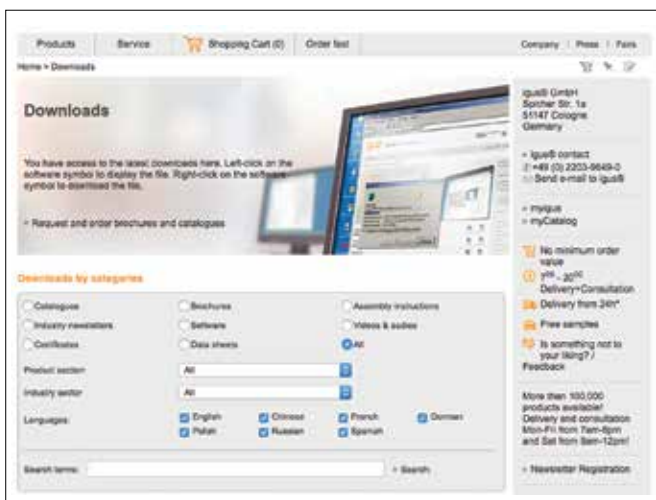 Products Service Shopping Cart (0) Order fast Company Press Fairs
Home > Downloads
Downloads
You have access to the latest downloads here. Left-click on the
software symbol to display the file. Right-click on the software
symbol to download the file.
» Request and order brochures and catalogues
Downloads by categories
Catalogues Brochures Assembly instructions
Industry newsletters Software Videos & audios
Certificates Data sheets All
Product section All
Industry sector All
Languages: English Chinese French German
Polish Russian Spanish
Search terms: » Search
igus® GmbH
Spicher Str. 1a
51147 Cologne
Germany
» igus® contact
+49 (0) 2203-9649-0
Send e-mail to igus®
» myigus
» myCatalog
No minimum order
value
7⁰⁰ - 20⁰⁰
Delivery+Consultation
Delivery from 24h*
Free samples
Is something not to
your liking? /
Feedback
More than 100,000
products available!
Delivery and consultation
Mon-Fri from 7am-8pm
and Sat from 8am-12pm!
» Newsletter Registration